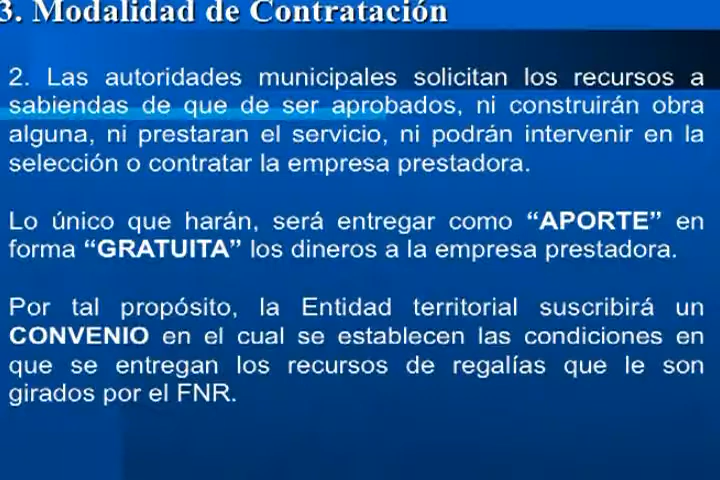 3. Modalidad de Contratación
2. Las autoridades municipales solicitan los recursos a
sabiendas de que de ser aprobados, ni construirán obra
alguna, ni prestaran el servicio, ni podrán intervenir en la
selección o contratar la empresa prestadora.
Lo único que harán, será entregar como “APORTE” en
forma “GRATUITA” los dineros a la empresa prestadora.
Por tal propósito, la Entidad territorial suscribirá un
CONVENIO en el cual se establecen las condiciones en
que se entregan los recursos de regalías que le son
girados por el FNR.